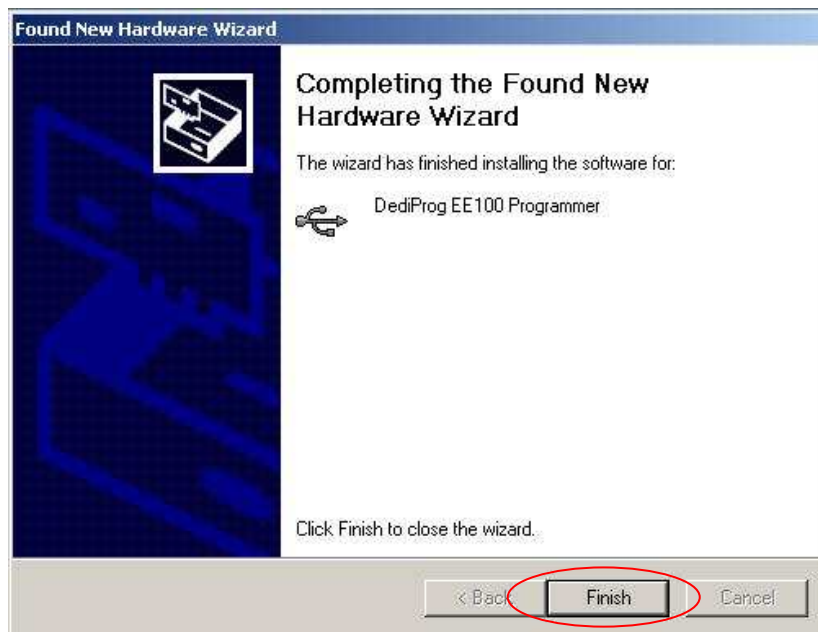 Found New Hardware Wizard
Completing the Found New
Hardware Wizard
The wizard has finished installing the software for:
DediProg EE100 Programmer
Click Finish to close the wizard.
< Back
Finish
Cancel